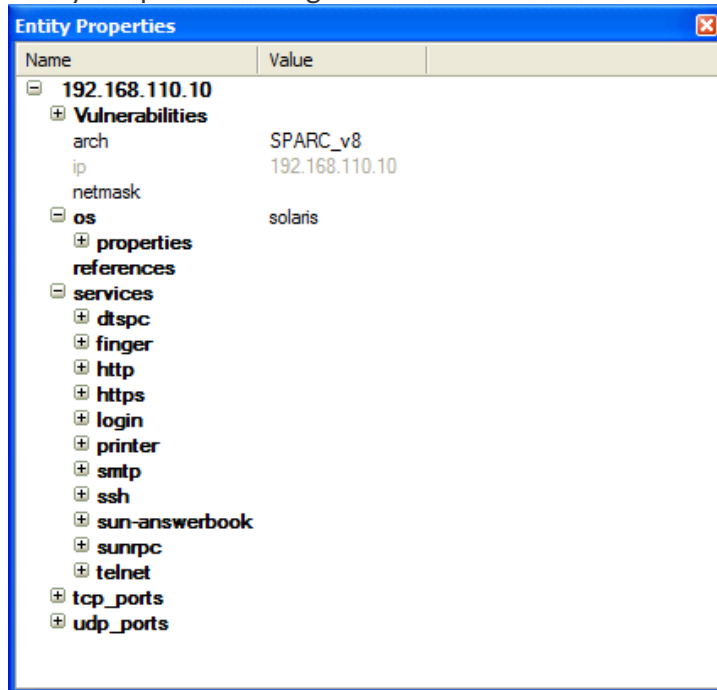 Entity Properties
Name Value
192.168.110.10
Vulnerabilities
arch SPARC_v8
ip 192.168.110.10
netmask
os solaris
properties
references
services
dtspc
finger
http
https
login
printer
smtp
ssh
sun-answerbook
sunrpc
telnet
tcp_ports
udp_ports